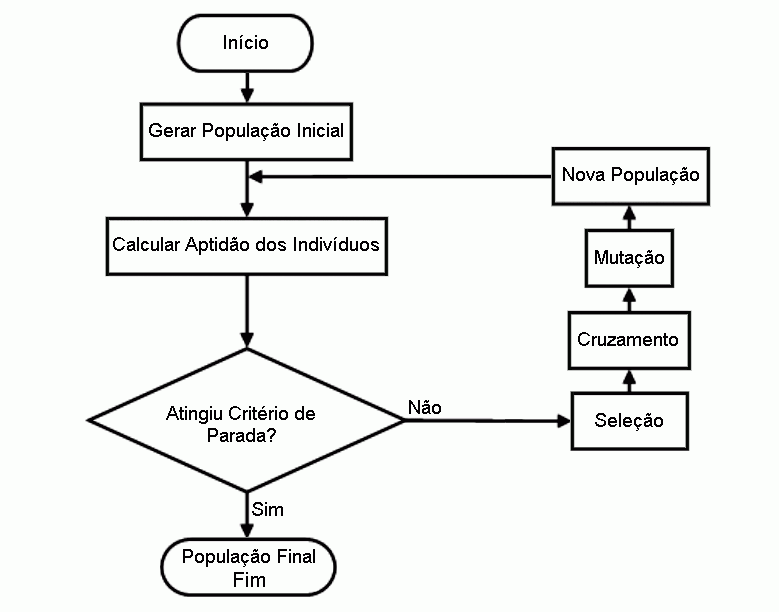 Início
Gerar População Inicial
Nova População
Calcular Aptidão dos Indivíduos
Mutação
Cruzamento
Atingiu Critério de
Parada?
Não
Seleção
Sim
População Final
Fim